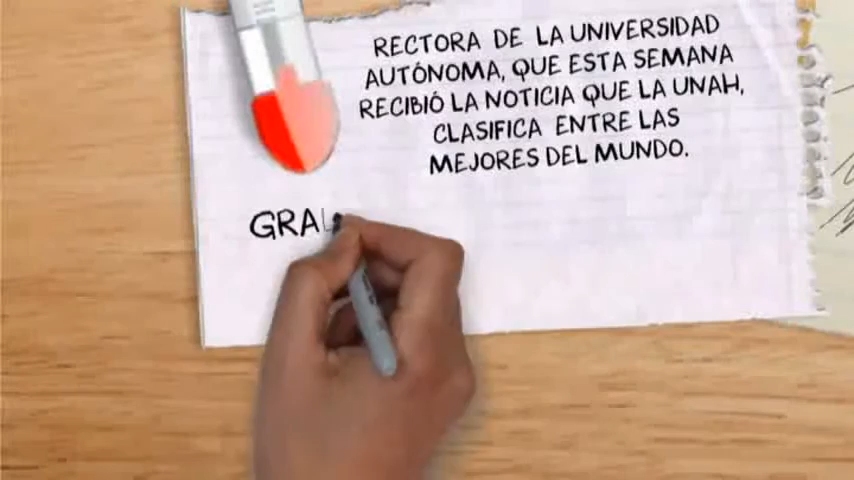 RECTORA DE LA UNIVERSIDAD
AUTÓNOMA, QUE ESTA SEMANA
RECIBIÓ LA NOTICIA QUE LA UNAH,
CLASIFICA ENTRE LAS
MEJORES DEL MUNDO.
GRA